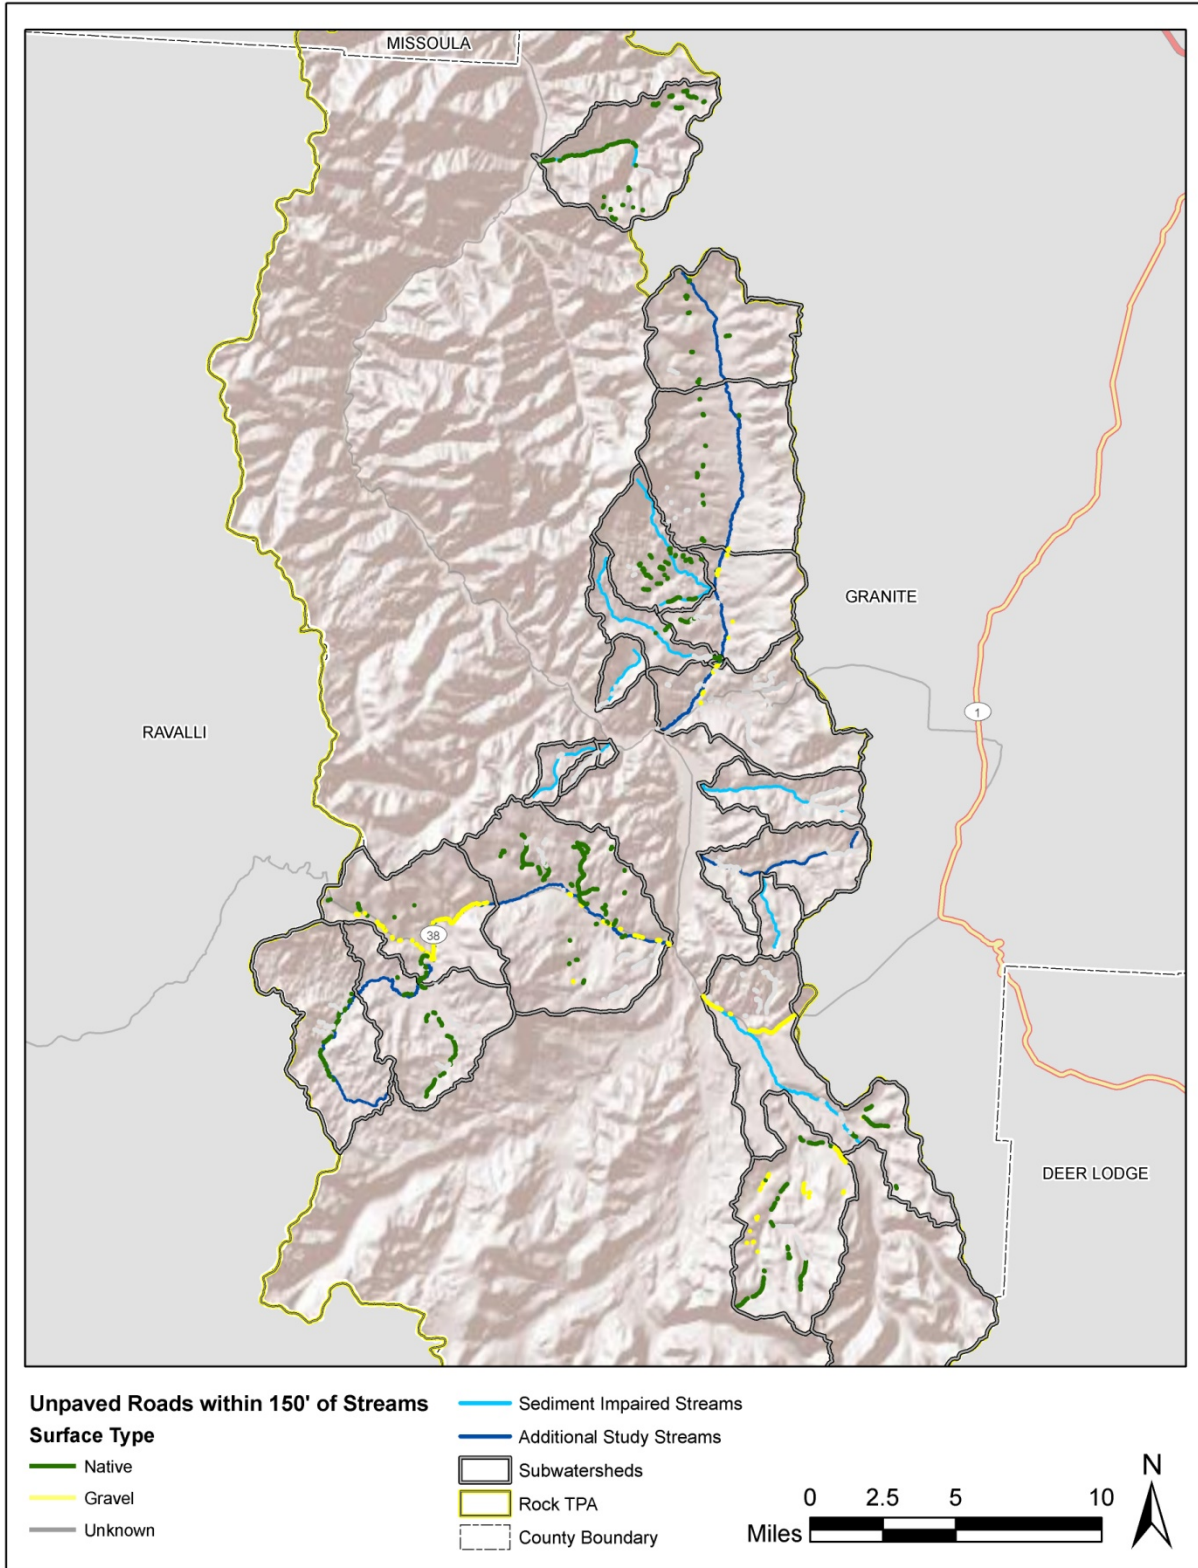 MISSOULA
GRANITE
RAVALLI
1
38
DEER LODGE
Unpaved Roads within 150' of Streams
Surface Type
Native
Gravel
Unknown
Sediment Impaired Streams
Additional Study Streams
Subwatersheds
Rock TPA
County Boundary
0 2.5 5 10
Miles
N